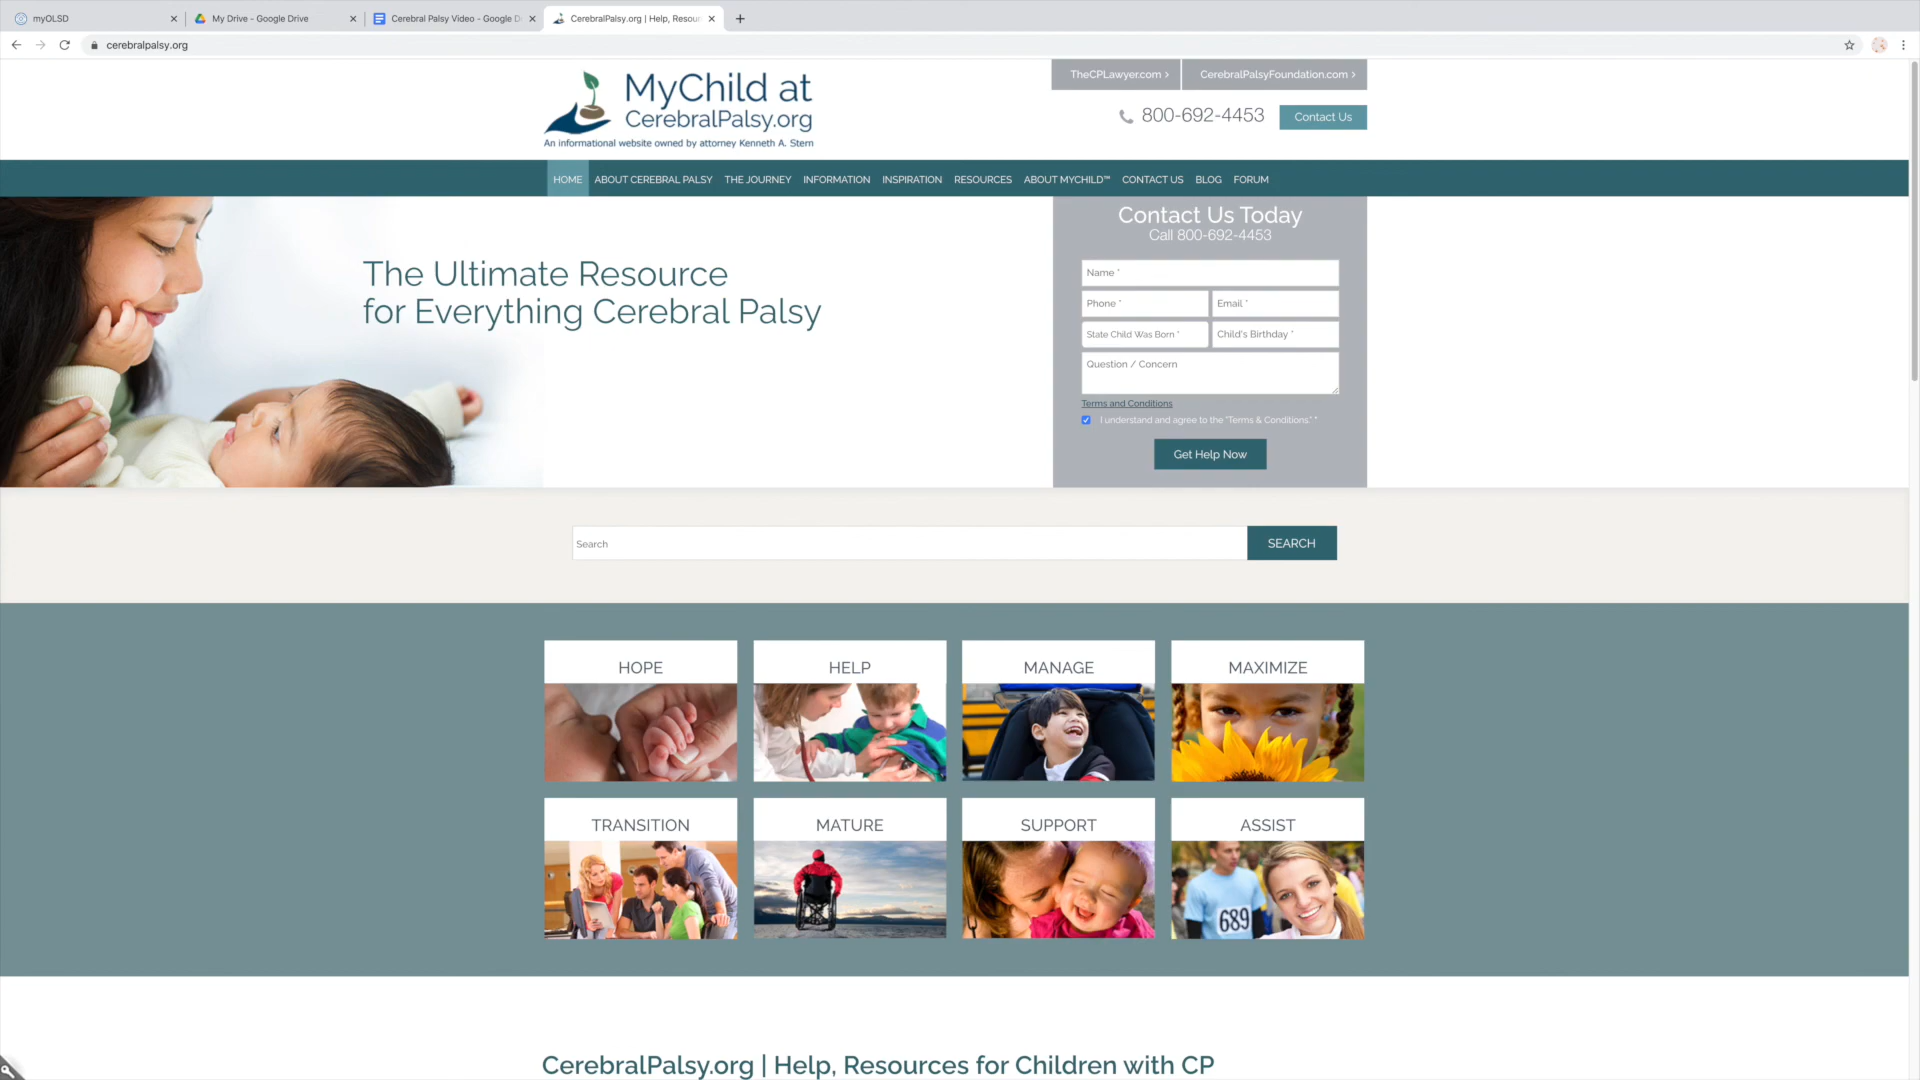 myOLSD
My Drive - Google Drive
Cerebral Palsy Video - Google D
CerebralPalsy.org | Help, Resour
cerebralpalsy.org
MyChild at
CerebralPalsy.org
An informational website owned by attorney Kenneth A. Stern
TheCPLawyer.com ›
CerebralPalsyFoundation.com ›
800-692-4453
Contact Us
HOME ABOUT CEREBRAL PALSY THE JOURNEY INFORMATION INSPIRATION RESOURCES ABOUT MYCHILD™ CONTACT US BLOG FORUM
The Ultimate Resource
for Everything Cerebral Palsy
Contact Us Today
Call 800-692-4453
Name *
Phone * Email *
State Child Was Born * Child's Birthday *
Question / Concern
Terms and Conditions
I understand and agree to the "Terms & Conditions." *
Get Help Now
Search SEARCH
HOPE HELP MANAGE MAXIMIZE
TRANSITION MATURE SUPPORT ASSIST
689
CerebralPalsy.org | Help, Resources for Children with CP